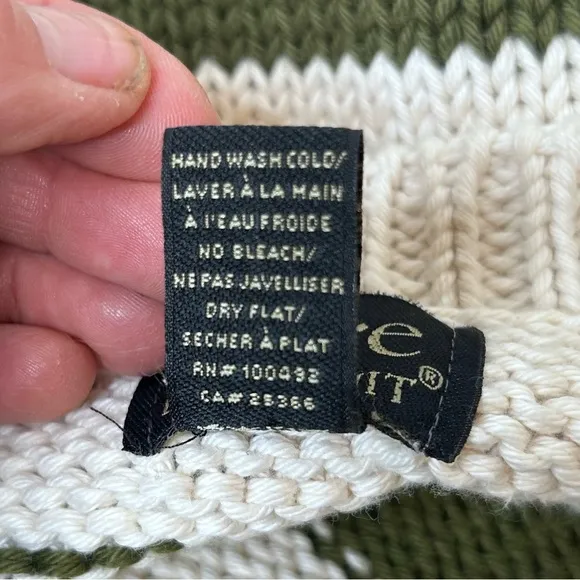 HAND WASH COLD/
LAVER À LA MAIN
À l'EAU FROIDE
NO BLEACH/
NE PAS JAVELLISER
DRY FLAT/
SECHER À PLAT
RN# 100492
CA# 25366